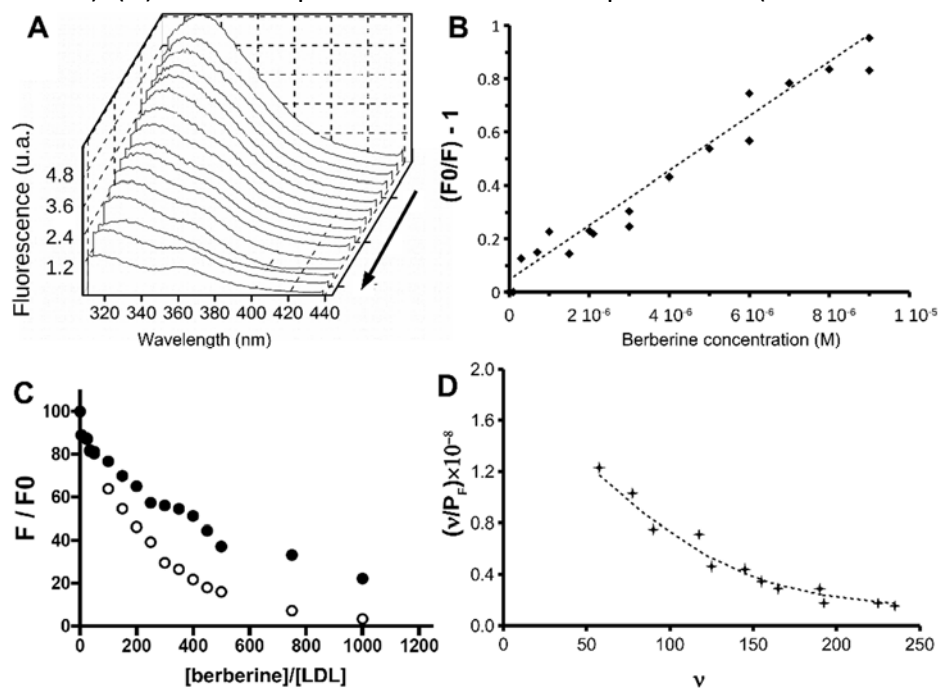 A
Fluorescence (u.a.)
4.8
3.6
2.4
1.2
320 340 360 380 400 420 440
Wavelength (nm)
B
(F0/F) - 1
1
0.8
0.6
0.4
0.2
0
0 2 10-6 4 10-6 6 10-6 8 10-6 1 10-5
Berberine concentration (M)
C
F / F0
100
80
60
40
20
0
0 200 400 600 800 1000 1200
[berberine]/[LDL]
D
(ν/PF)×10−8
2.0
1.6
1.2
0.8
0.4
0
0 50 100 150 200 250
ν